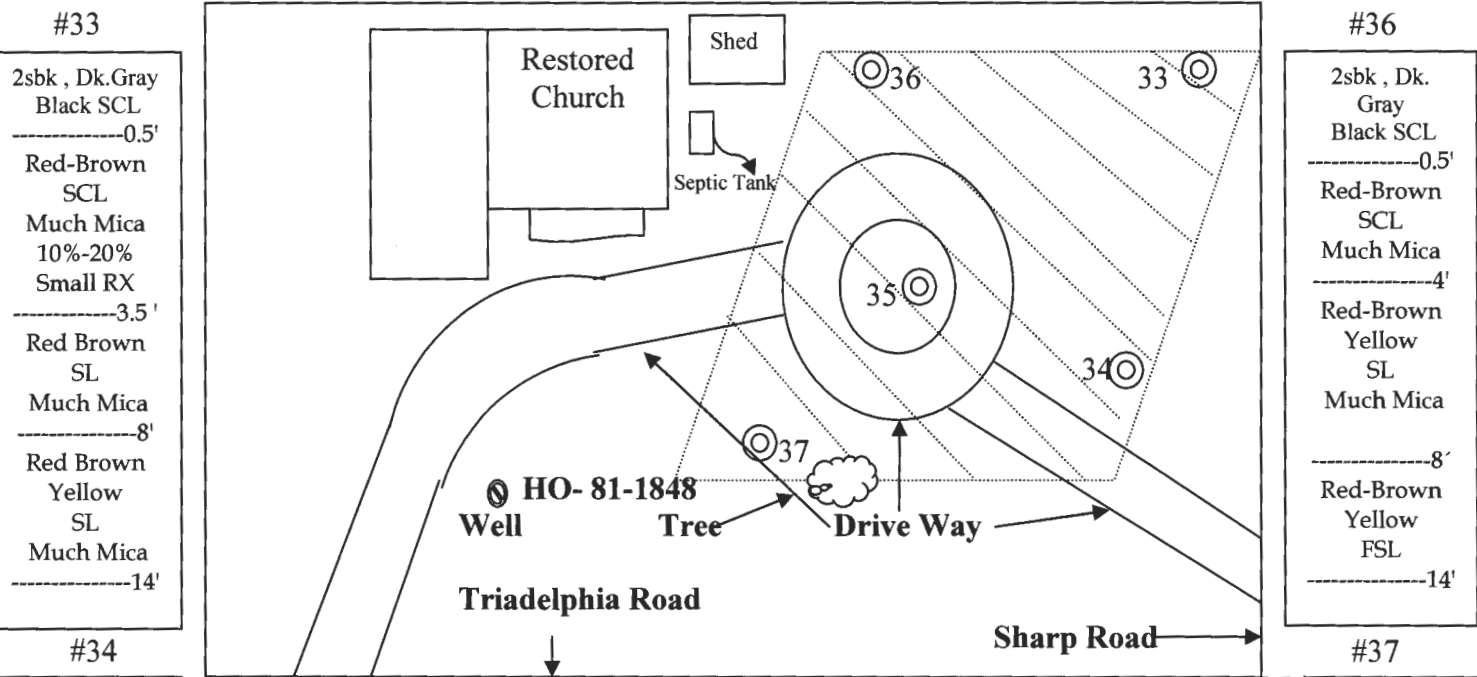 #33
2sbk , Dk.Gray
Black SCL
--------------0.5'
Red-Brown
SCL
Much Mica
10%-20%
Small RX
-------------3.5 '
Red Brown
SL
Much Mica
---------------8'
Red Brown
Yellow
SL
Much Mica
---------------14'
#34
Restored
Church
Shed
Septic Tank
36
33
35
34
37
HO- 81-1848
Well
Tree
Drive Way
Triadelphia Road
Sharp Road
#36
2sbk , Dk.
Gray
Black SCL
--------------0.5'
Red-Brown
SCL
Much Mica
---------------4'
Red-Brown
Yellow
SL
Much Mica
---------------8´
Red-Brown
Yellow
FSL
---------------14'
#37